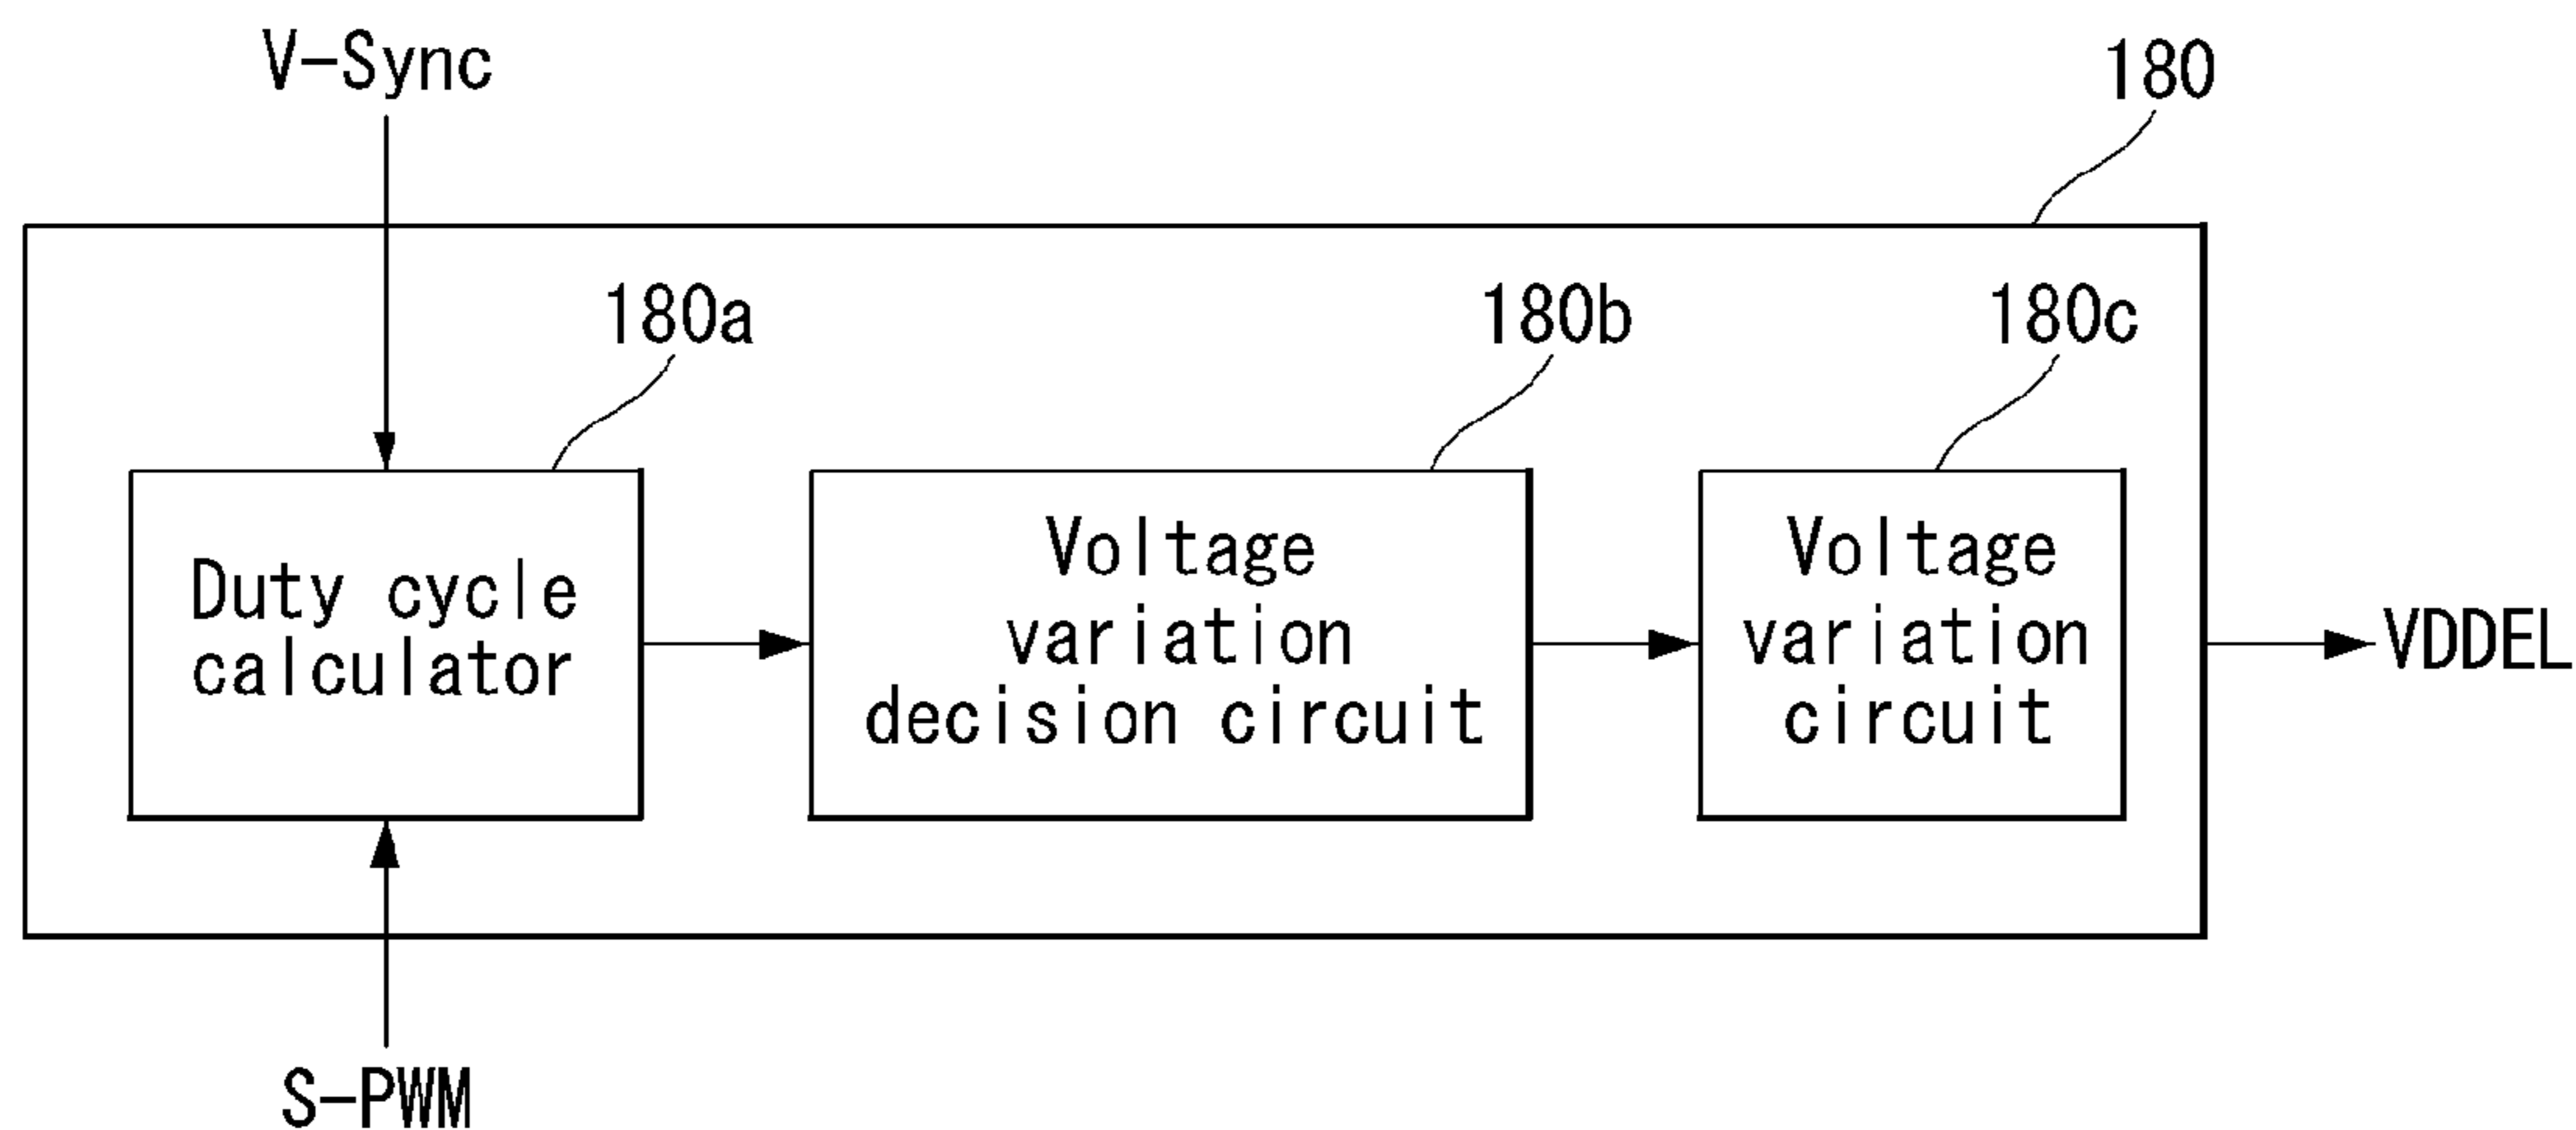 V-Sync
180
180a
180b
180c
Duty cycle
calculator
Voltage
variation
decision circuit
Voltage
variation
circuit
VDDEL
S-PWM